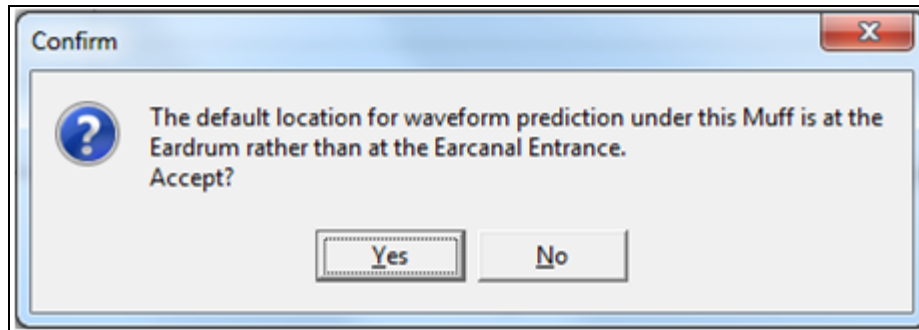 Confirm
The default location for waveform prediction under this Muff is at the
Eardrum rather than at the Earcanal Entrance.
Accept?
Yes
No